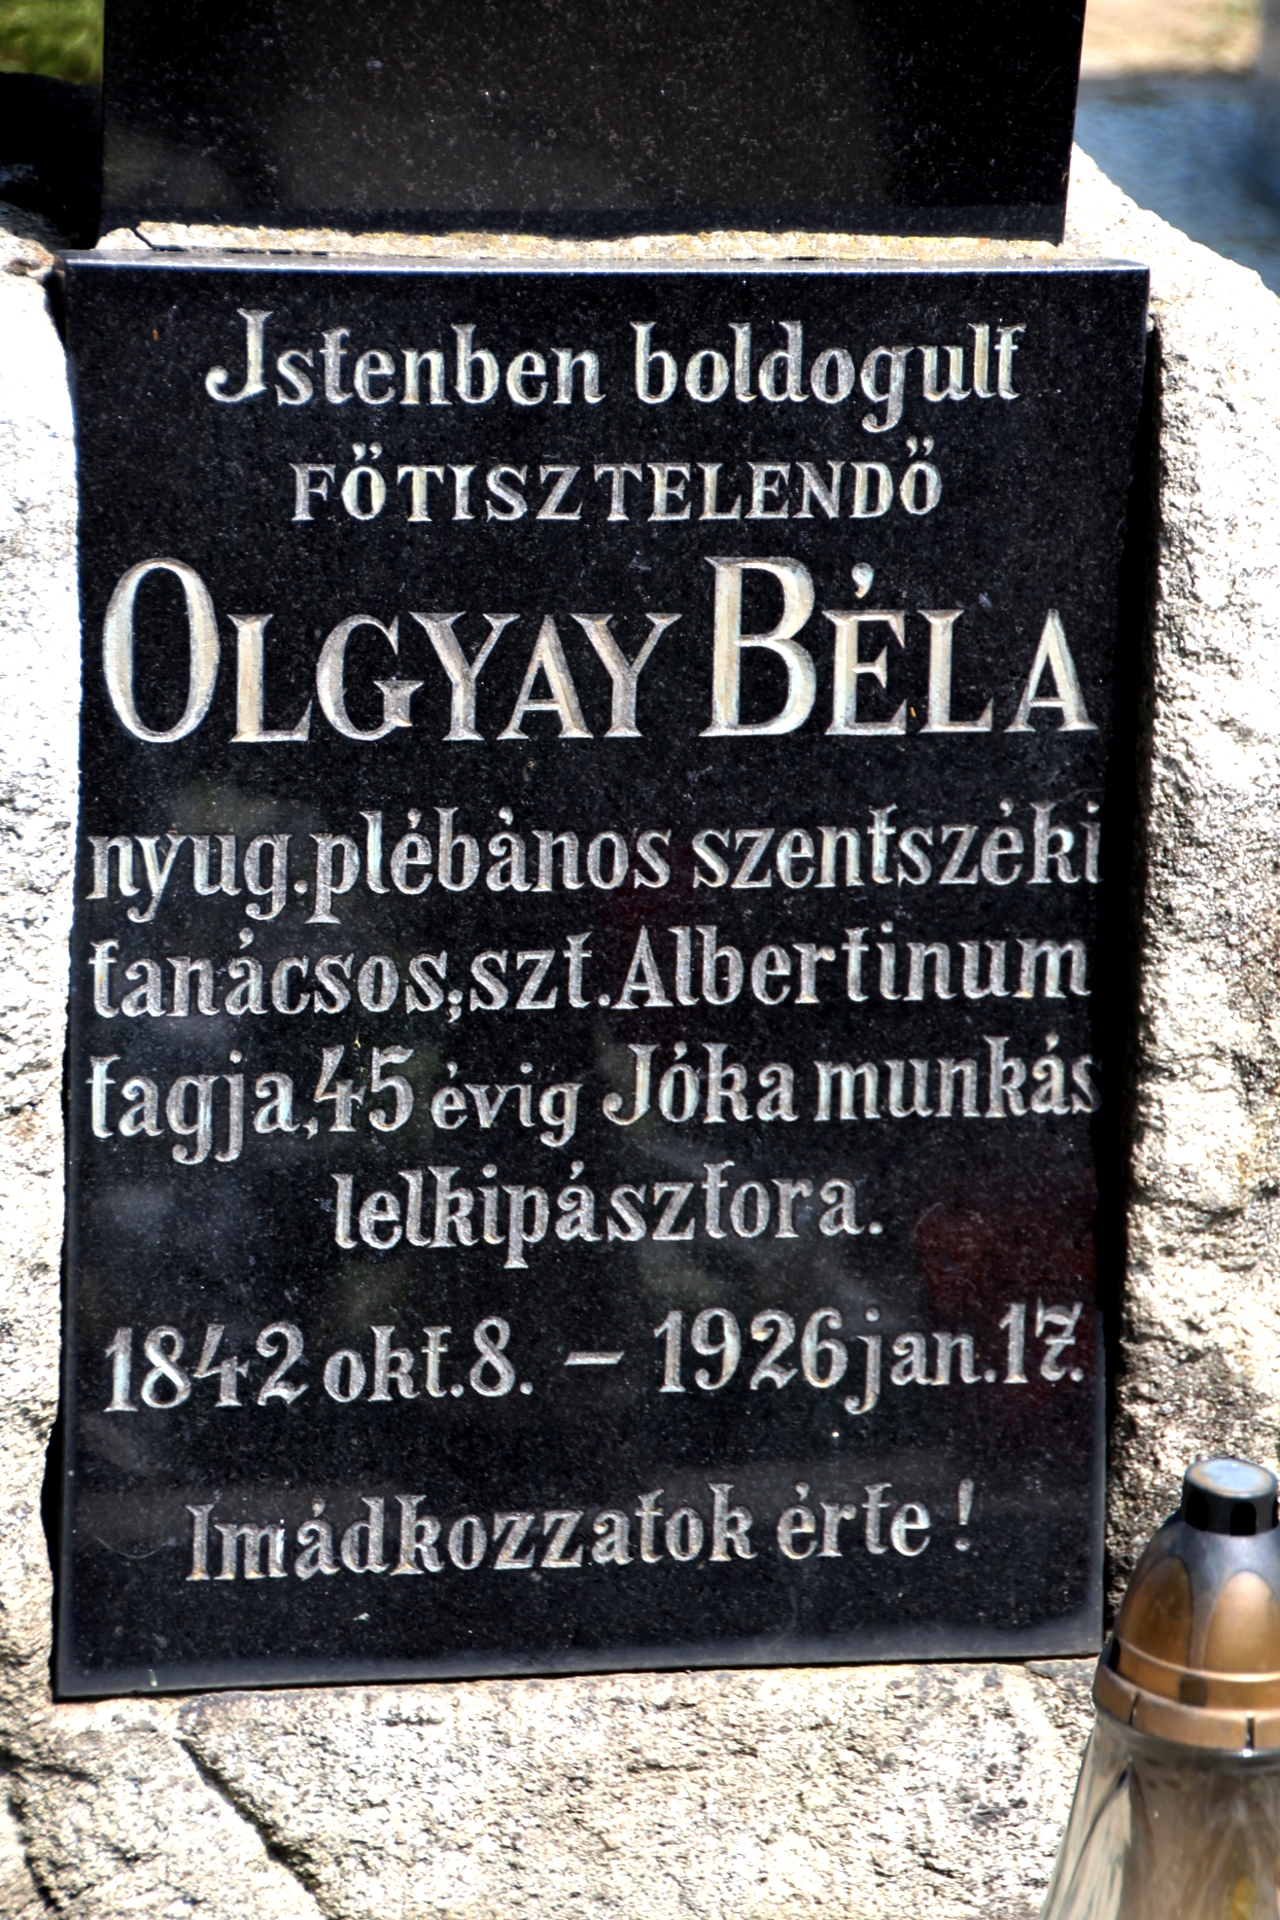 Istenben boldogult
FŐTISZTELENDŐ
OLGYAY BÉLA
nyug. plébános szentszéki
tanácsos, szt. Albertinum
tagja, 45 évig Jóka munkás
lelkipásztora.
1842 okt. 8. – 1926 jan. 17.
Imádkozzatok érte!